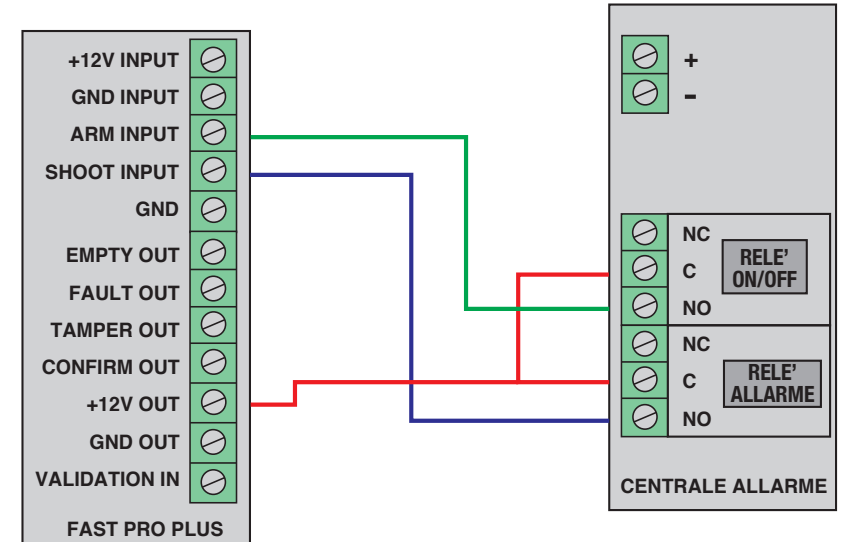 +12V INPUT
GND INPUT
ARM INPUT
SHOOT INPUT
GND
EMPTY OUT
FAULT OUT
TAMPER OUT
CONFIRM OUT
+12V OUT
GND OUT
VALIDATION IN
FAST PRO PLUS
+
-
NC
C
NO
RELE'
ON/OFF
NC
C
NO
RELE'
ALLARME
CENTRALE ALLARME